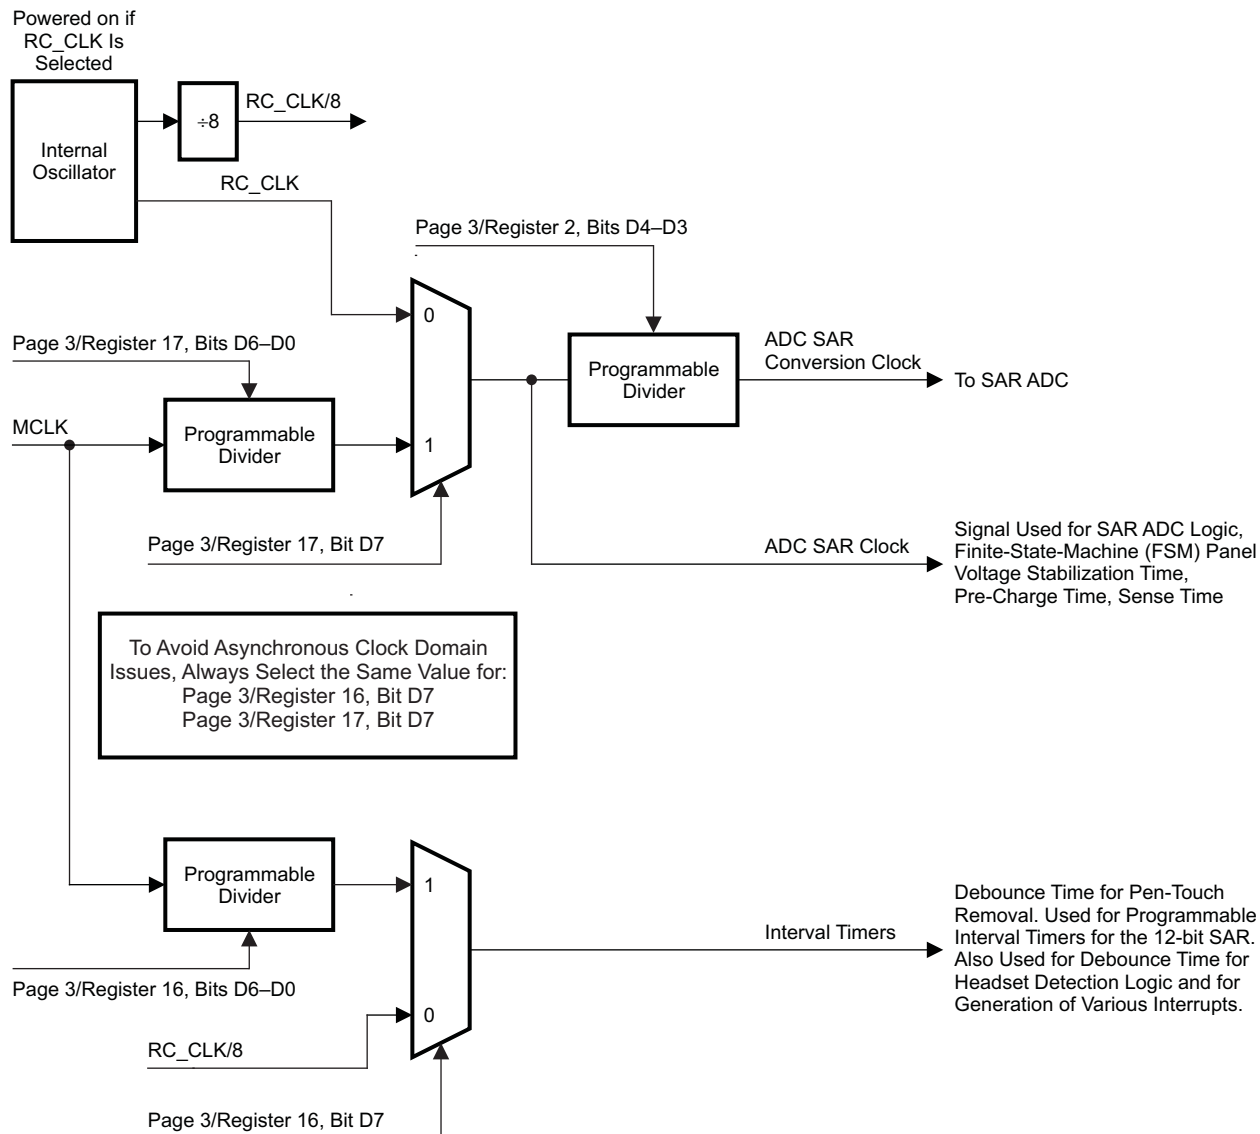 Powered on if
RC_CLK Is
Selected
Internal
Oscillator
÷8
RC_CLK/8
RC_CLK
Page 3/Register 2, Bits D4–D3
0
Page 3/Register 17, Bits D6–D0
Programmable
Divider
ADC SAR
Conversion Clock
To SAR ADC
MCLK
Programmable
Divider
1
Page 3/Register 17, Bit D7
ADC SAR Clock
Signal Used for SAR ADC Logic,
Finite-State-Machine (FSM) Panel
Voltage Stabilization Time,
Pre-Charge Time, Sense Time
To Avoid Asynchronous Clock Domain
Issues, Always Select the Same Value for:
Page 3/Register 16, Bit D7
Page 3/Register 17, Bit D7
Programmable
Divider
1
Interval Timers
Debounce Time for Pen-Touch
Removal. Used for Programmable
Interval Timers for the 12-bit SAR.
Also Used for Debounce Time for
Headset Detection Logic and for
Generation of Various Interrupts.
Page 3/Register 16, Bits D6–D0
0
RC_CLK/8
Page 3/Register 16, Bit D7